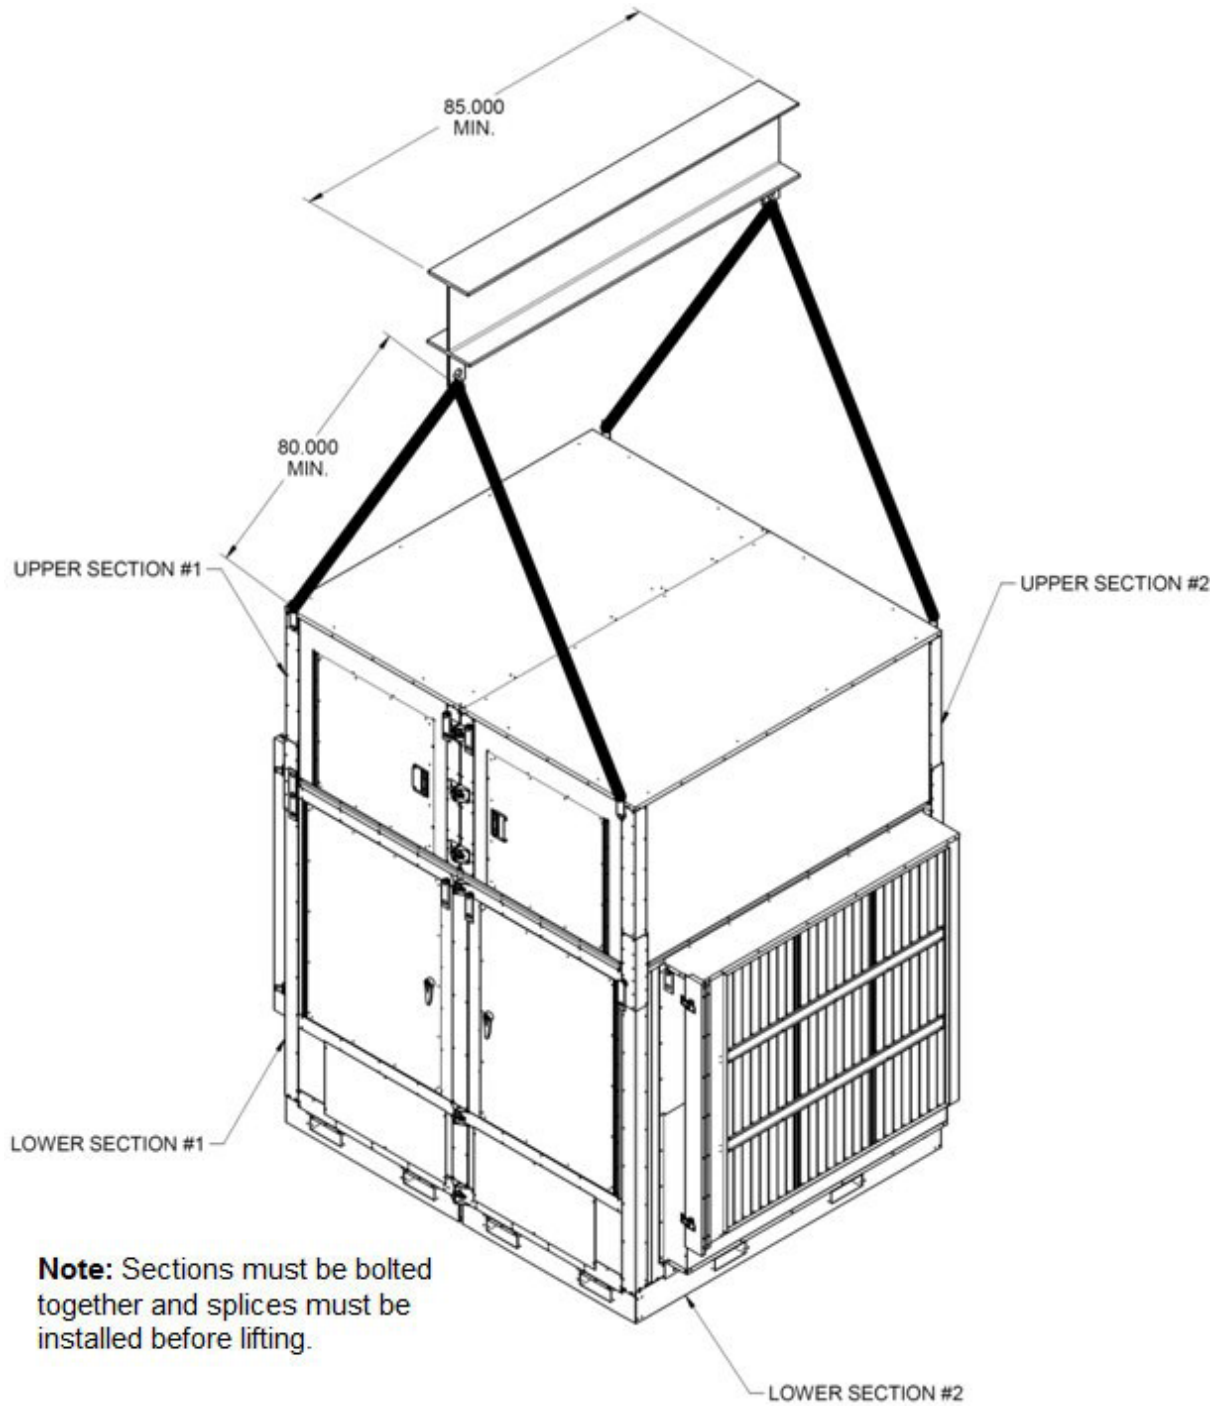 85.000
MIN.
80.000
MIN.
UPPER SECTION #1
UPPER SECTION #2
LOWER SECTION #1
Note: Sections must be bolted
together and splices must be
installed before lifting.
LOWER SECTION #2